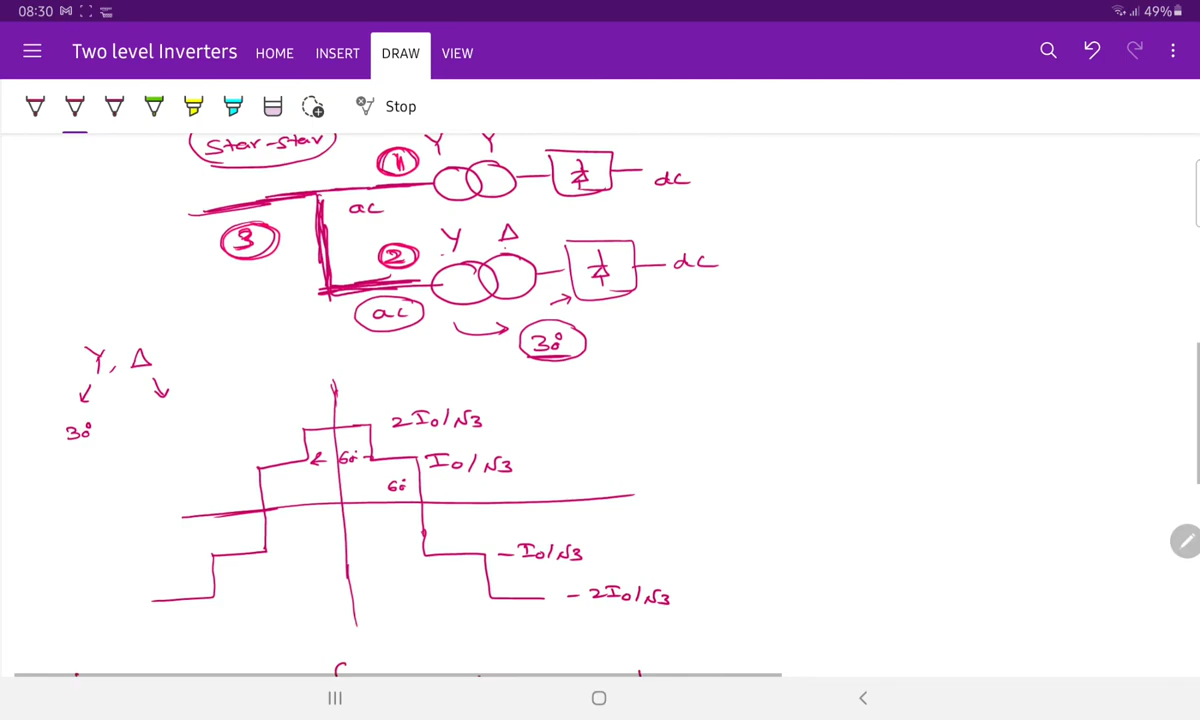 08:30 49%
Two level Inverters HOME INSERT DRAW VIEW
Stop
Star-Star
1 Y Y
dc
ac
3
2 Y Δ
dc
ac
30°
Y, Δ
30°
2Io/√3
60° Io/√3
60°
-Io/√3
-2Io/√3